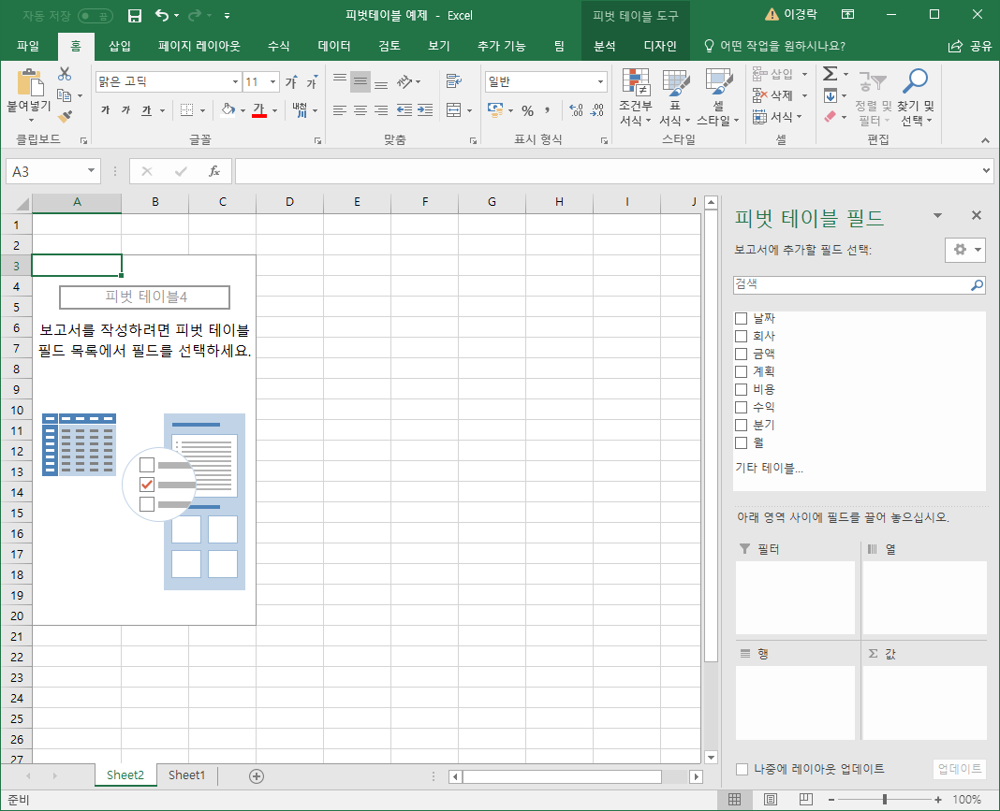 자동 저장 끔 피벗테이블 예제 - Excel 피벗 테이블 도구 이경락
파일 홈 삽입 페이지 레이아웃 수식 데이터 검토 보기 추가 기능 팀 분석 디자인 어떤 작업을 원하시나요? 공유
붙여넣기
맑은 고딕 11 가 가
가 가 가 가 내천
일반
% ,
조건부 서식
표 서식
셀 스타일
삽입
삭제
서식
정렬 및 필터
찾기 및 선택
클립보드 글꼴 맞춤 표시 형식 스타일 셀 편집
A3 fx
A B C D E F G H I J
1
2
3
4
5
6
7
8
9
10
11
12
13
14
15
16
17
18
19
20
21
22
23
24
25
26
27
피벗 테이블4
보고서를 작성하려면 피벗 테이블
필드 목록에서 필드를 선택하세요.
피벗 테이블 필드
보고서에 추가할 필드 선택:
검색
날짜
회사
금액
계획
비용
수익
분기
월
기타 테이블...
아래 영역 사이에 필드를 끌어 놓으십시오.
필터 열
행 Σ 값
나중에 레이아웃 업데이트 업데이트
Sheet2 Sheet1
준비 100%